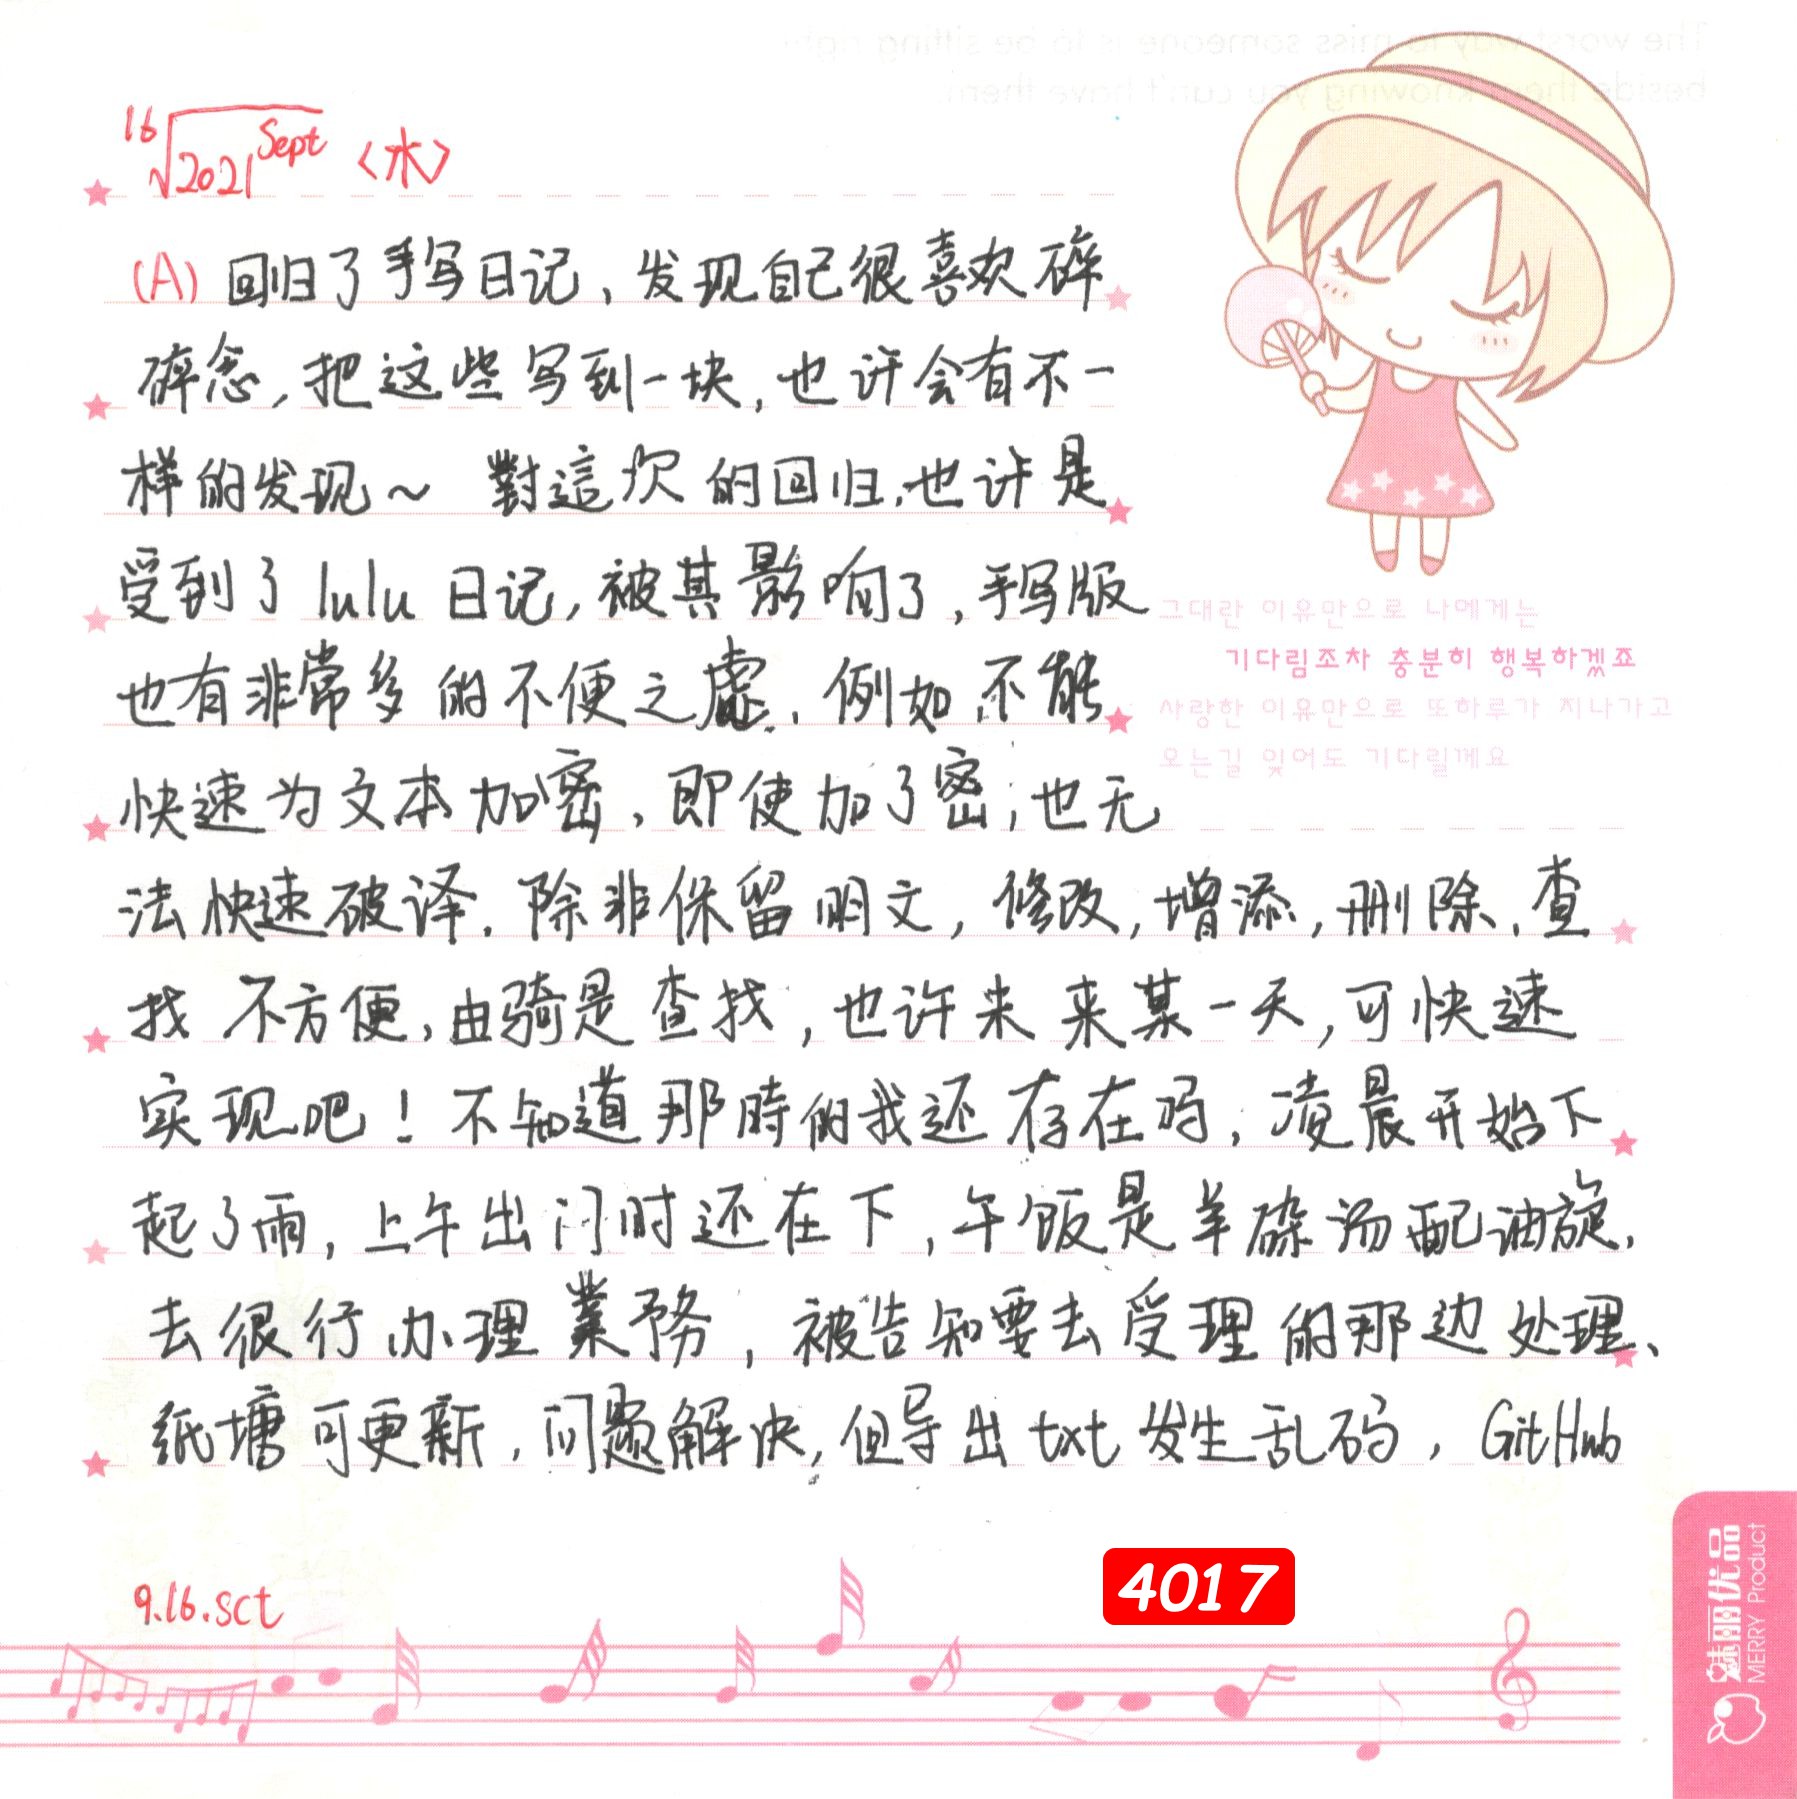 The worst way to miss someone is to be sitting right
beside them knowing you can't have them.
16√2021^Sept <水>
(A) 回归了手写日记,发现自己很喜欢碎
碎念,把这些写到一块,也许会有不一
样的发现~ 對這次的回归,也许是
受到了lulu日记,被其影响了,手写版
也有非常多的不便之處,例如,不能
快速为文本加密,即使加了密,也无
法快速破译.除非保留明文,修改,增添,删除,查
找不方便,由骑是查找,也许未来某一天,可快速
实现吧!不知道那時的我还存在吗,凌晨开始下
起了雨,上午出门时还在下,午饭是羊碎汤配油旋,
去很行办理業務,被告知要去受理的那边处理、
纸塘可更新,问题解决,但导出txt发生乱码,GitHub
그대란 이유만으로 나에게는
기다림조차 충분히 행복하겠죠
사랑한 이유만으로 또하루가 지나가고
오는길 잊어도 기다릴께요
9.16.sct
4017
魅丽优品
MERRY Product